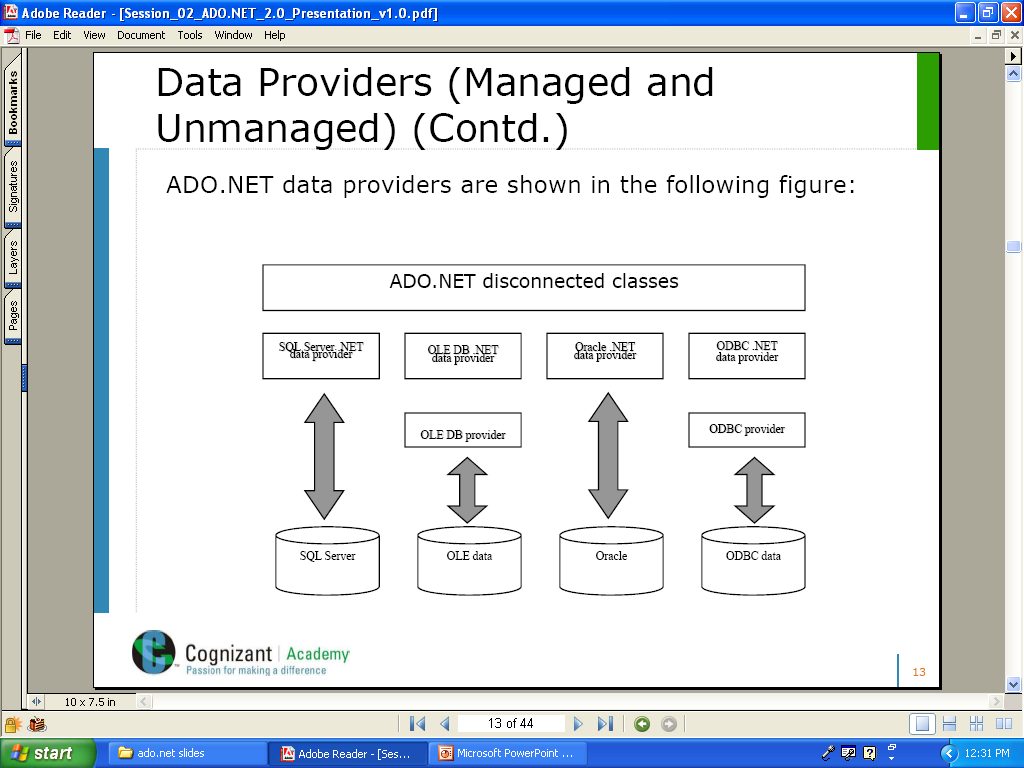 Adobe Reader - [Session_02_ADO.NET_2.0_Presentation_v1.0.pdf]
File Edit View Document Tools Window Help
Bookmarks
Signatures
Layers
Pages
Data Providers (Managed and
Unmanaged) (Contd.)
ADO.NET data providers are shown in the following figure:
ADO.NET disconnected classes
SQL Server .NET
data provider
OLE DB .NET
data provider
Oracle .NET
data provider
ODBC .NET
data provider
OLE DB provider
ODBC provider
SQL Server
OLE data
Oracle
ODBC data
Cognizant | Academy
Passion for making a difference
13
10 x 7.5 in
13 of 44
start
ado.net slides
Adobe Reader - [Ses...
Microsoft PowerPoint ...
12:31 PM